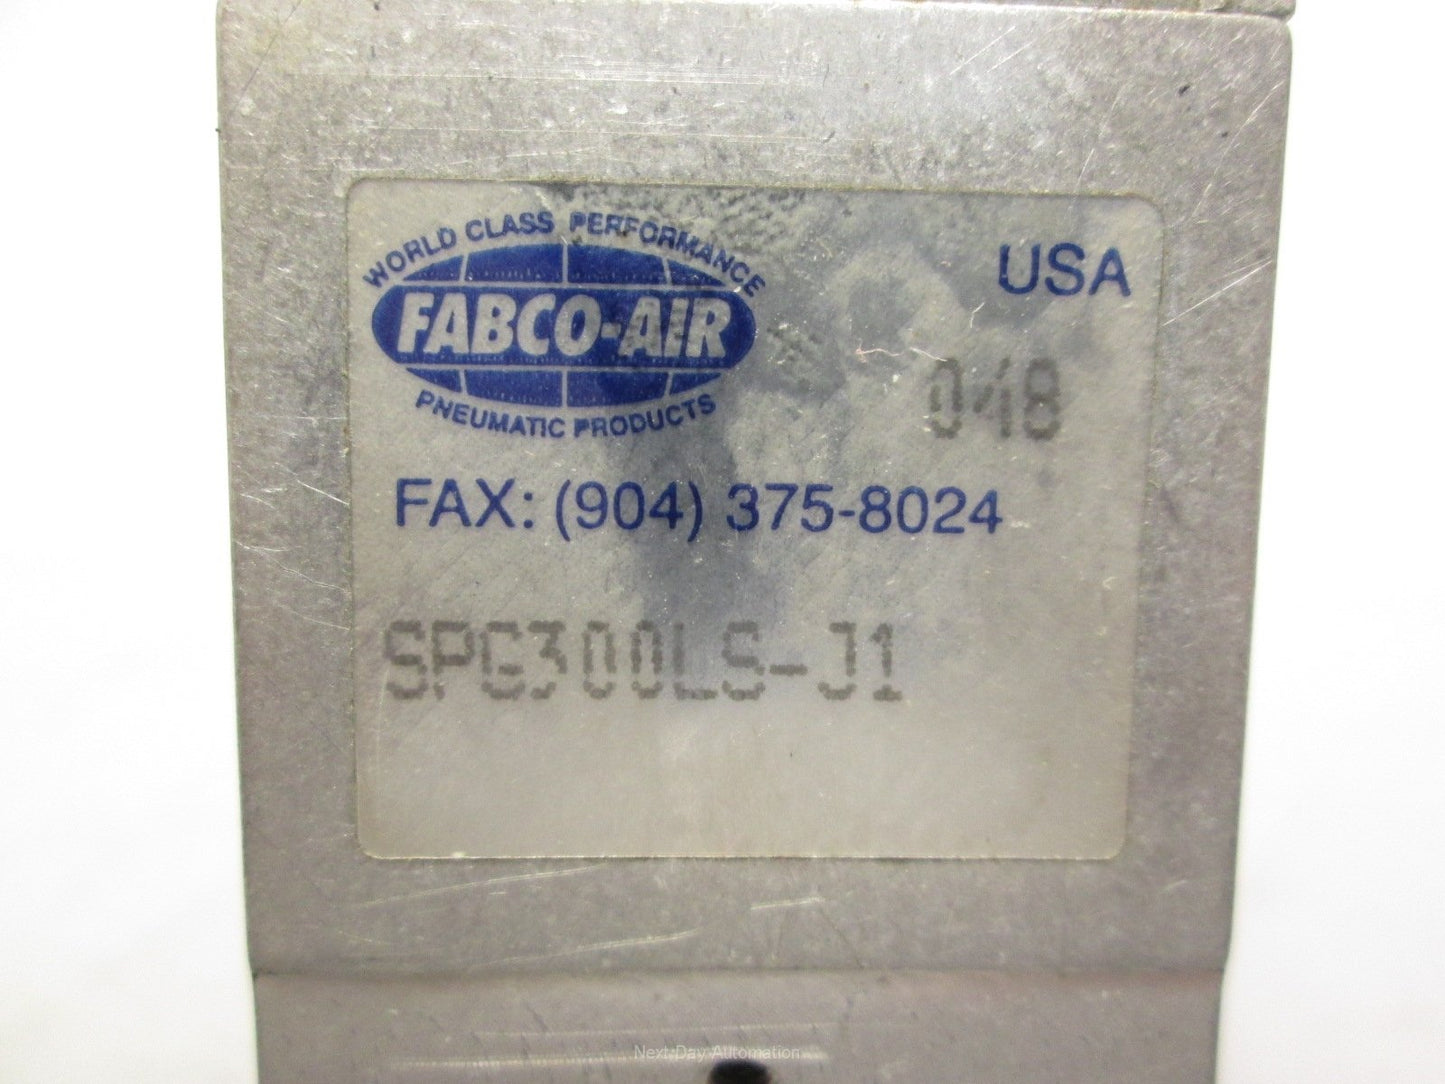 WORLD CLASS PERFORMANCE
FABCO-AIR
PNEUMATIC PRODUCTS
USA
048
FAX: (904) 375-8024
SPG300LS-J1
Next Day Automation